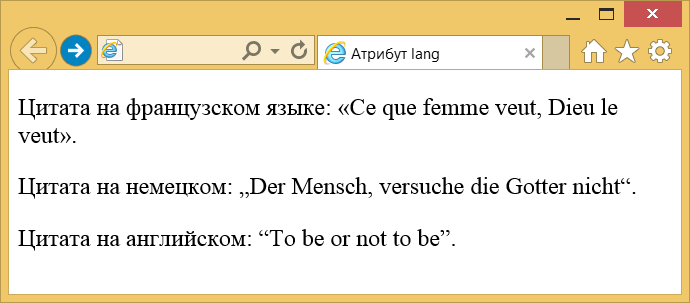 Атрибут lang
Цитата на французском языке: «Ce que femme veut, Dieu le
veut».
Цитата на немецком: „Der Mensch, versuche die Gotter nicht“.
Цитата на английском: “To be or not to be”.